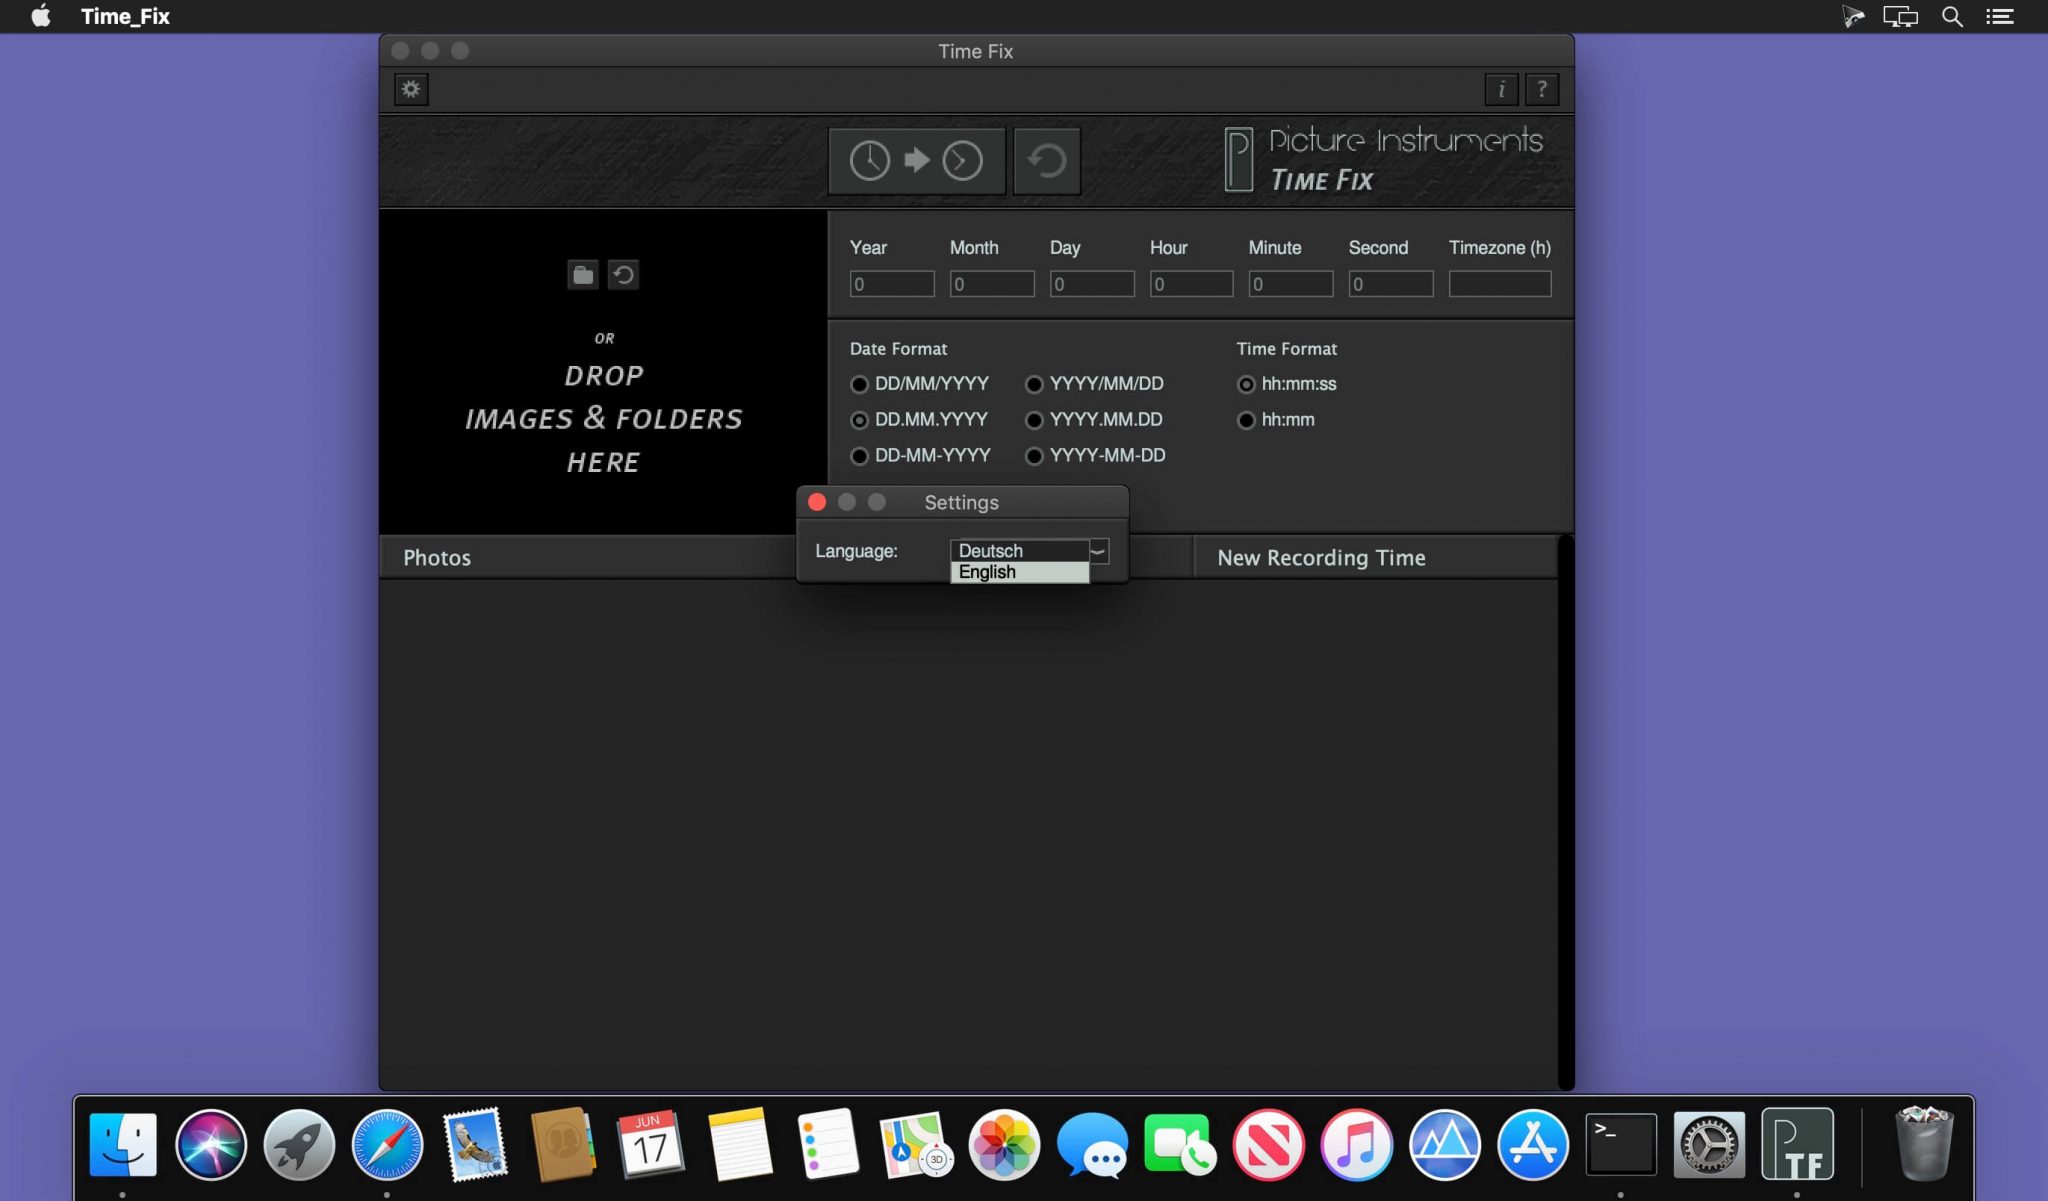 Time_Fix
Time Fix
i ?
Picture Instruments
TIME FIX
OR
DROP
IMAGES & FOLDERS
HERE
Year Month Day Hour Minute Second Timezone (h)
0 0 0 0 0 0
Date Format Time Format
DD/MM/YYYY YYYY/MM/DD hh:mm:ss
DD.MM.YYYY YYYY.MM.DD hh:mm
DD-MM-YYYY YYYY-MM-DD
Settings
Language: Deutsch
English
Photos New Recording Time
JUN
17
3D
>_
P TF